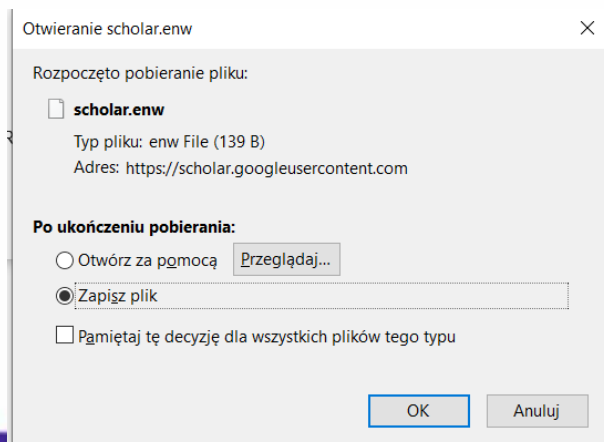 Otwieranie scholar.enw
Rozpoczęto pobieranie pliku:
scholar.enw
Typ pliku: enw File (139 B)
Adres: https://scholar.googleusercontent.com
Po ukończeniu pobierania:
Otwórz za pomocą Przeglądaj...
Zapisz plik
Pamiętaj tę decyzję dla wszystkich plików tego typu
OK Anuluj